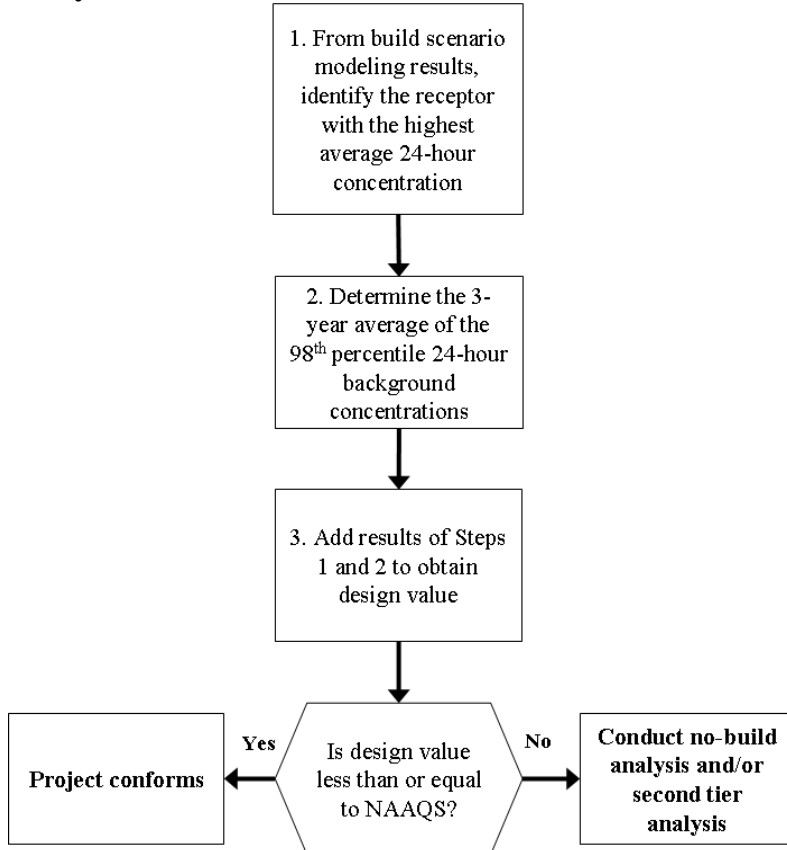 1. From build scenario
modeling results,
identify the receptor
with the highest
average 24-hour
concentration
2. Determine the 3-
year average of the
98th percentile 24-hour
background
concentrations
3. Add results of Steps
1 and 2 to obtain
design value
Yes
No
Project conforms
Is design value
less than or equal
to NAAQS?
Conduct no-build
analysis and/or
second tier
analysis